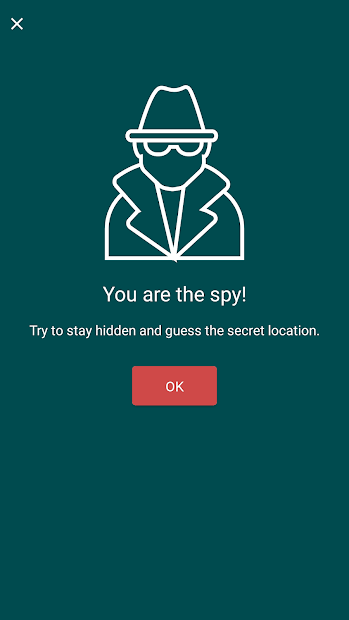 You are the spy!
Try to stay hidden and guess the secret location.
OK